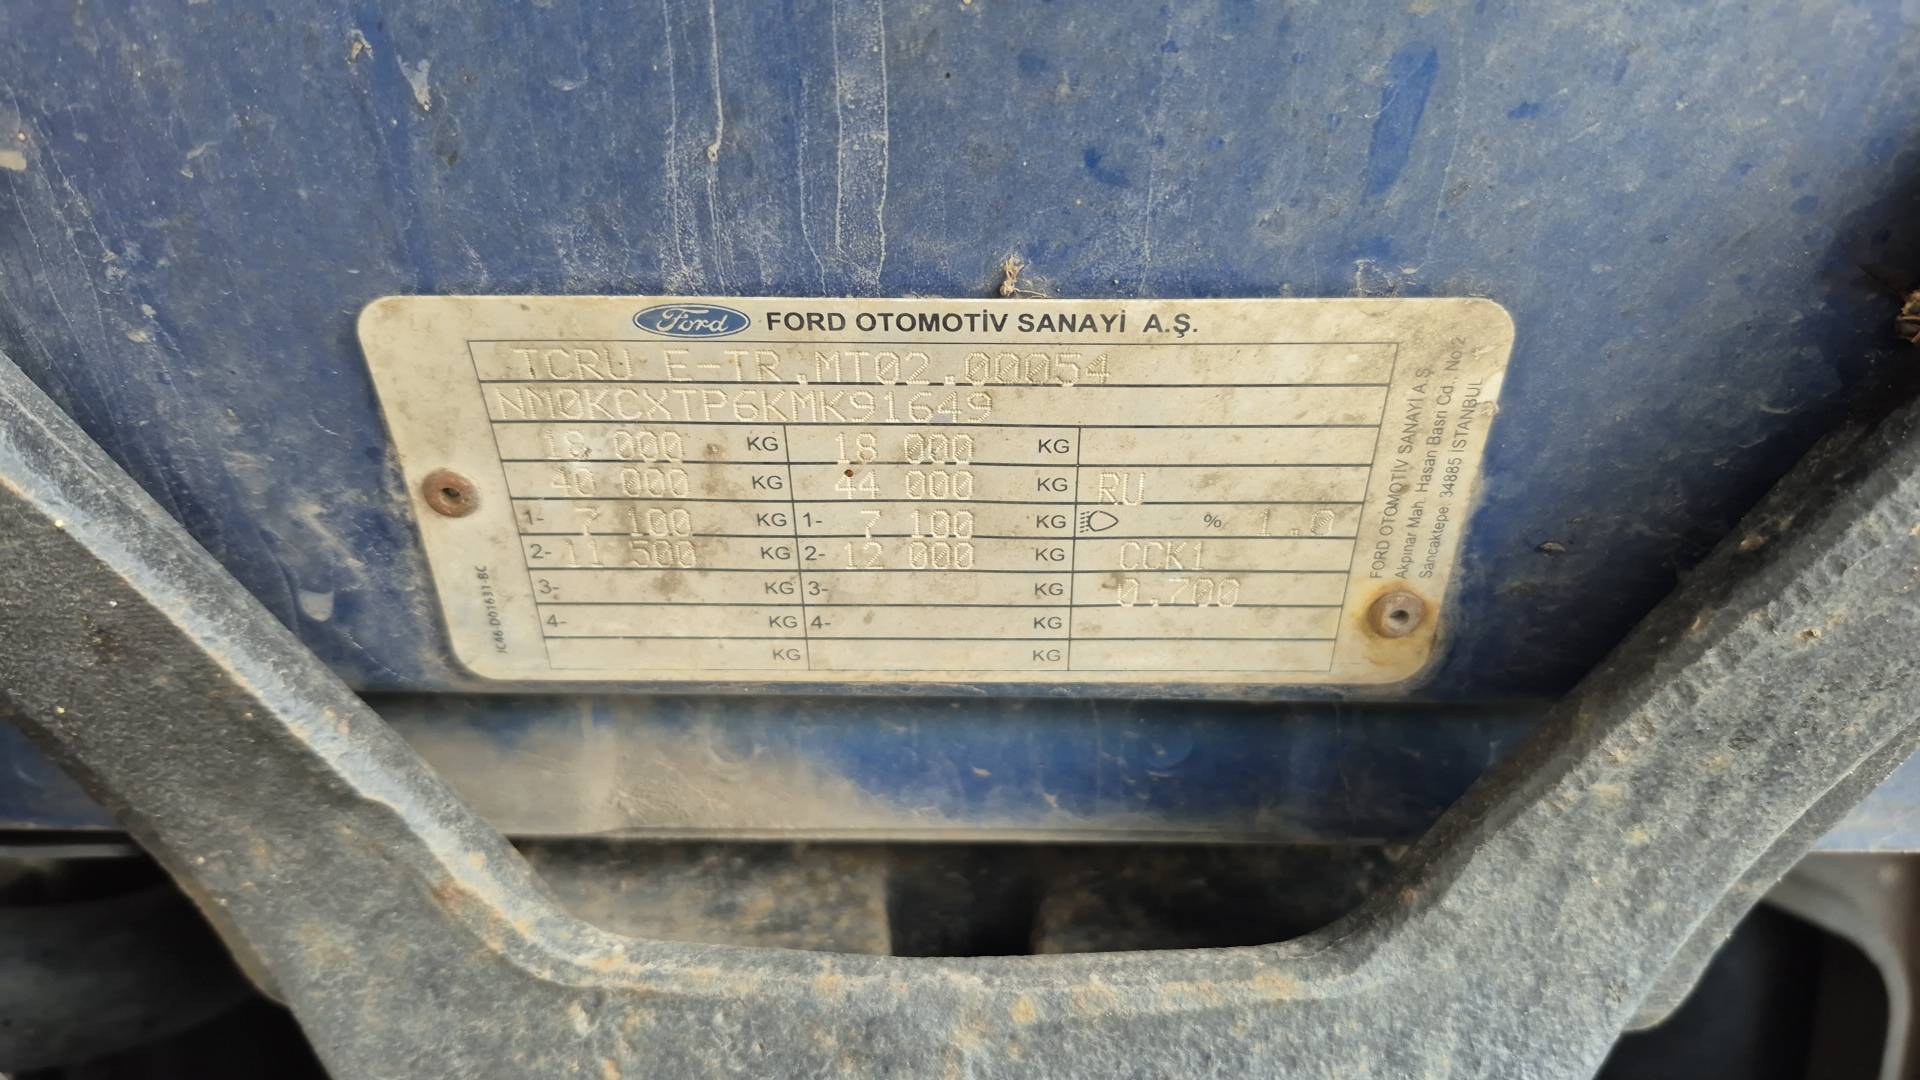 Ford FORD OTOMOTİV SANAYİ A.Ş.
TCRU E-TR.MT02.00054
NM0KCXTP6KMK91649
18 000 KG 18 000 KG
40 000 KG 44 000 KG RU
1- 7 100 KG 1- 7 100 KG % 1.0
2- 11 500 KG 2- 12 000 KG CCK1
3- KG 3- KG 0.700
4- KG 4- KG
KG KG
JC46-D01631-BC
FORD OTOMOTİV SANAYİ A.Ş.
Akpınar Mah. Hasan Basri Cd. No:2
Sancaktepe 34885 İSTANBUL